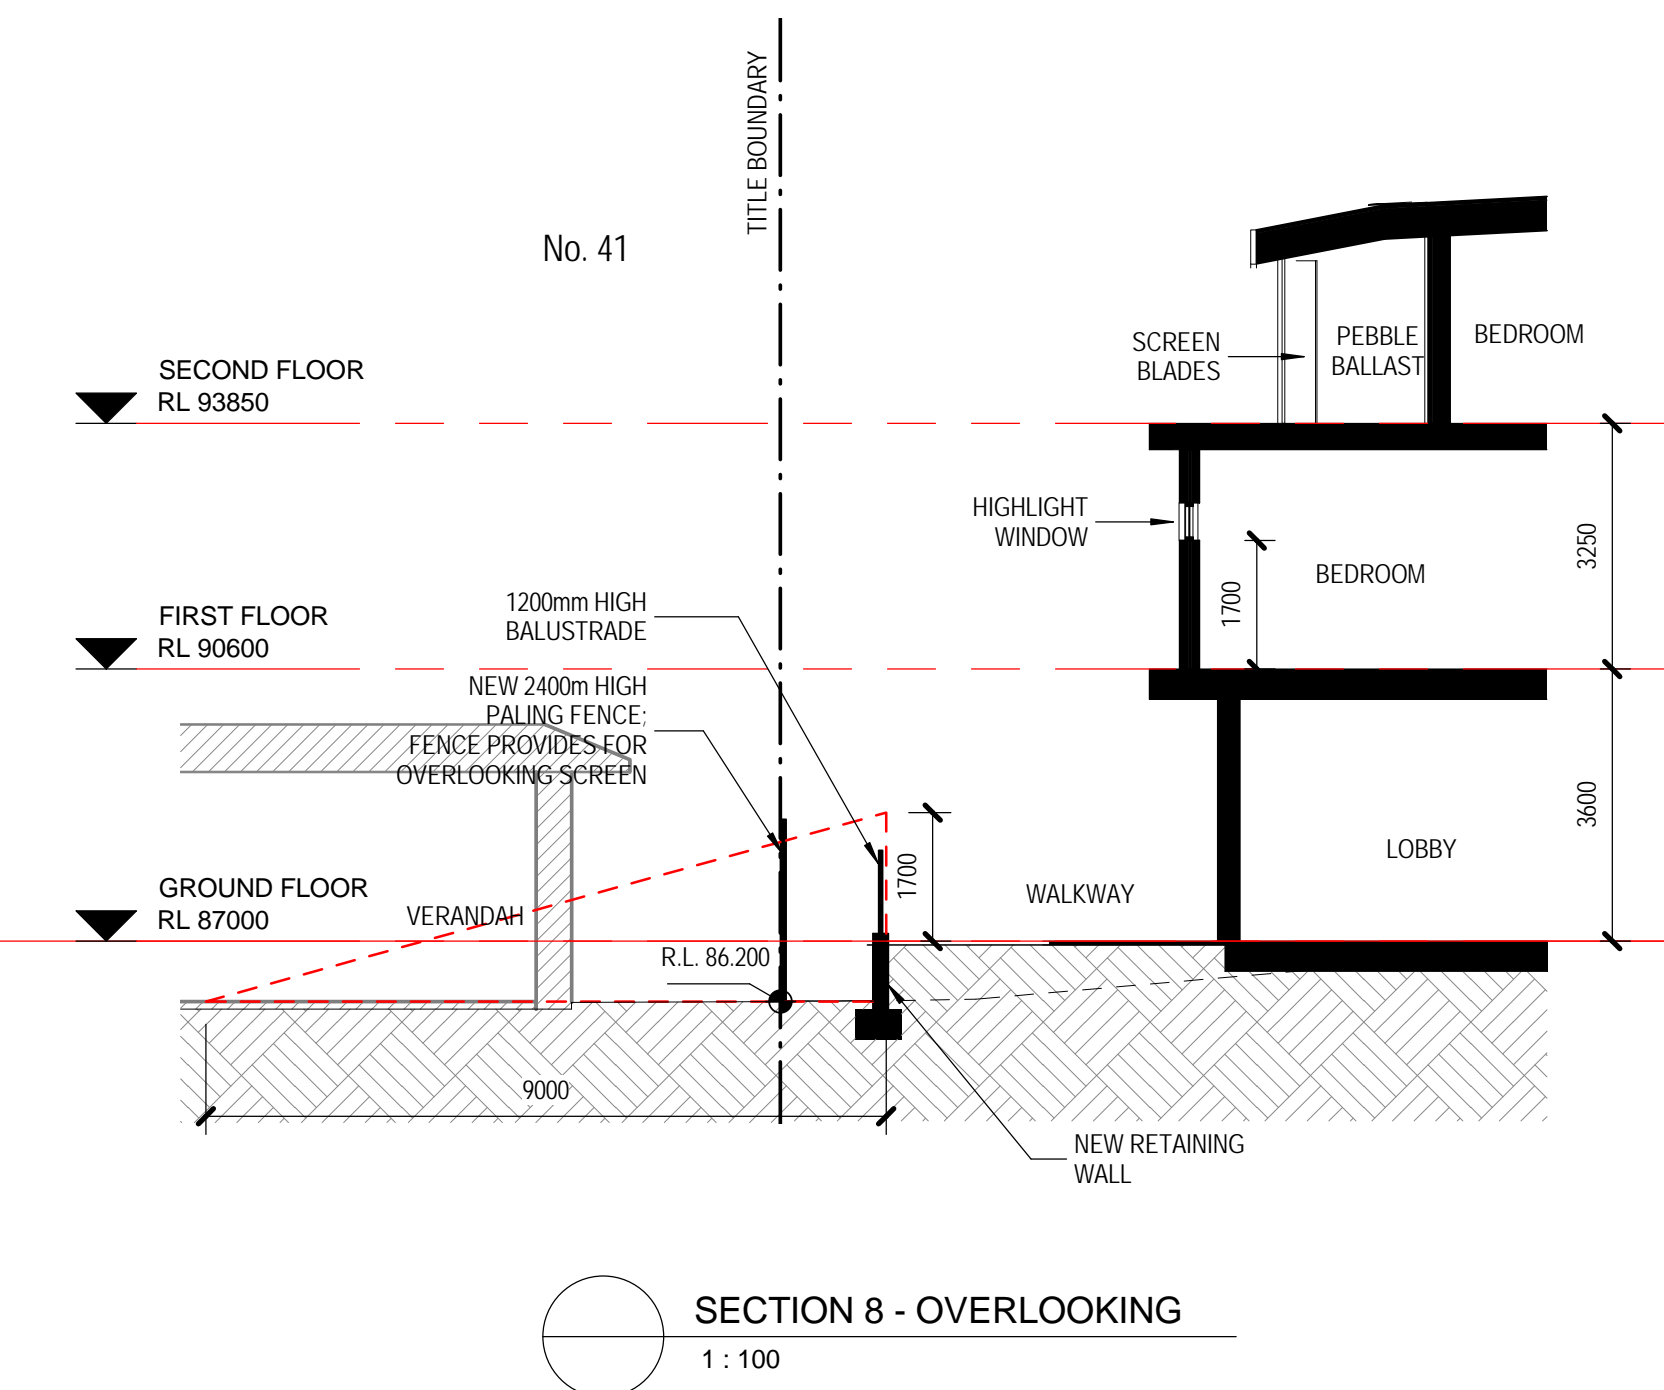 TITLE BOUNDARY
No. 41
SECOND FLOOR
RL 93850
SCREEN
BLADES
PEBBLE
BALLAST
BEDROOM
HIGHLIGHT
WINDOW
3250
BEDROOM
1700
FIRST FLOOR
RL 90600
1200mm HIGH
BALUSTRADE
NEW 2400m HIGH
PALING FENCE;
FENCE PROVIDES FOR
OVERLOOKING SCREEN
3600
LOBBY
1700
WALKWAY
GROUND FLOOR
RL 87000
VERANDAH
R.L. 86.200
9000
NEW RETAINING
WALL
SECTION 8 - OVERLOOKING
1 : 100